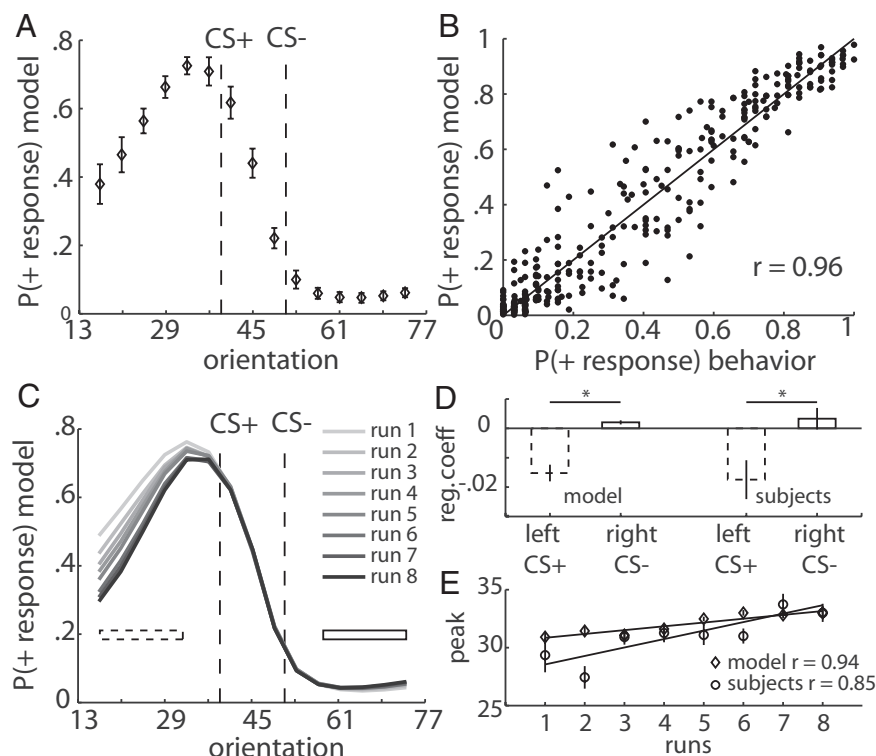 A
CS+ CS-
.8
.6
.4
.2
0
P(+ response) model
13 29 45 61 77
orientation
B
1
.8
.6
.4
.2
0
P(+ response) model
r = 0.96
0 0.2 0.4 0.6 0.8 1
P(+ response) behavior
C
CS+ CS-
.8
.6
.4
.2
0
P(+ response) model
run 1
run 2
run 3
run 4
run 5
run 6
run 7
run 8
13 29 45 61 77
orientation
D
* *
0
-.02
reg. coeff
model subjects
left right left right
CS+ CS- CS+ CS-
E
35
30
25
peak
model r = 0.94
subjects r = 0.85
1 2 3 4 5 6 7 8
runs